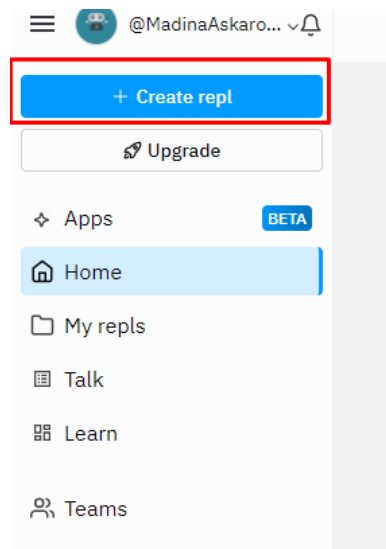 @MadinaAskaro...
+ Create repl
Upgrade
Apps BETA
Home
My repls
Talk
Learn
Teams